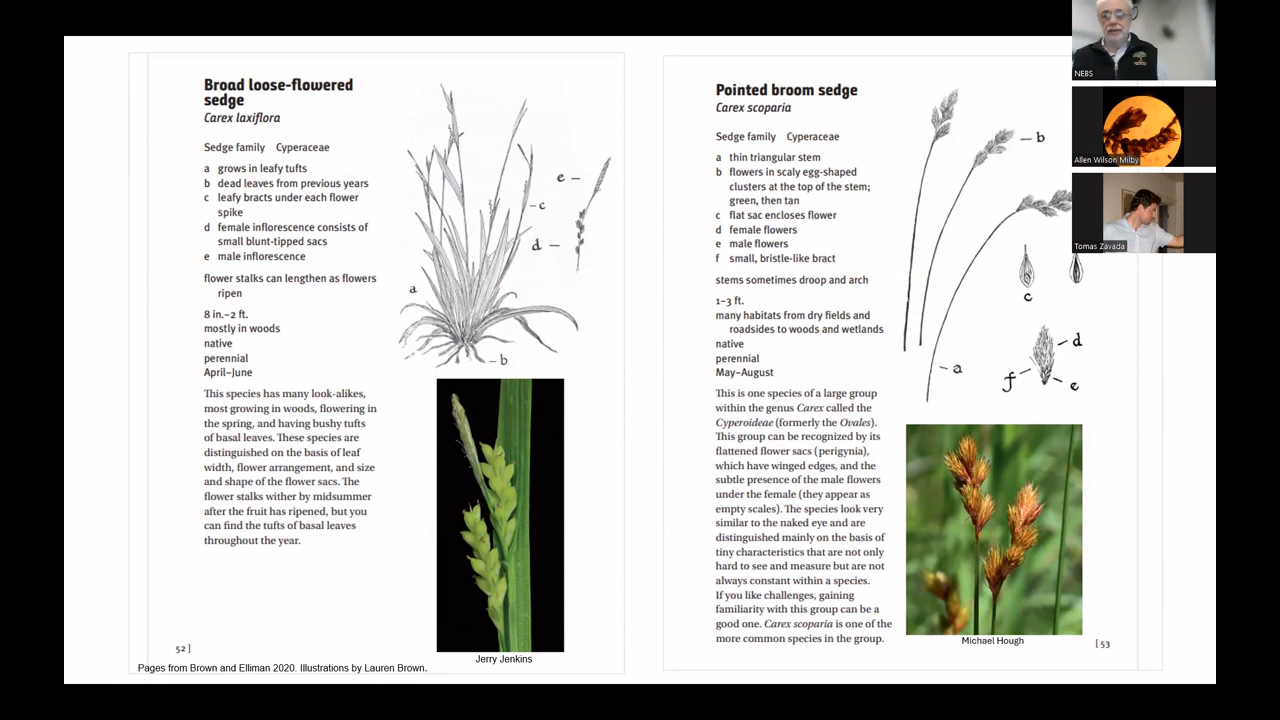 Broad loose-flowered
sedge
Carex laxiflora
Sedge family Cyperaceae
a grows in leafy tufts
b dead leaves from previous years
c leafy bracts under each flower
spike
d female inflorescence consists of
small blunt-tipped sacs
e male inflorescence
flower stalks can lengthen as flowers
ripen
8 in.–2 ft.
mostly in woods
native
perennial
April–June
This species has many look-alikes,
most growing in woods, flowering in
the spring, and having bushy tufts
of basal leaves. These species are
distinguished on the basis of leaf
width, flower arrangement, and size
and shape of the flower sacs. The
flower stalks wither by midsummer
after the fruit has ripened, but you
can find the tufts of basal leaves
throughout the year.
e
c
d
a
b
52 ]
Jerry Jenkins
Pages from Brown and Elliman 2020. Illustrations by Lauren Brown.
Pointed broom sedge
Carex scoparia
Sedge family Cyperaceae
a thin triangular stem
b flowers in scaly egg-shaped
clusters at the top of the stem;
green, then tan
c flat sac encloses flower
d female flowers
e male flowers
f small, bristle-like bract
stems sometimes droop and arch
1–3 ft.
many habitats from dry fields and
roadsides to woods and wetlands
native
perennial
May–August
This is one species of a large group
within the genus Carex called the
Cyperoideae (formerly the Ovales).
This group can be recognized by its
flattened flower sacs (perigynia),
which have winged edges, and the
subtle presence of the male flowers
under the female (they appear as
empty scales). The species look very
similar to the naked eye and are
distinguished mainly on the basis of
tiny characteristics that are not only
hard to see and measure but are not
always constant within a species.
If you like challenges, gaining
familiarity with this group can be a
good one. Carex scoparia is one of the
more common species in the group.
b
c
d
a
f
e
Michael Hough
[ 53
NEBS
Allen Wilson Milby
Tomas Zavada